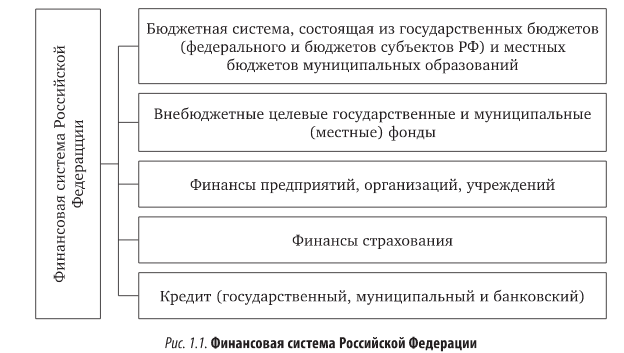 Финансовая система Российской
Федерацции
Бюджетная система, состоящая из государственных бюджетов
(федерального и бюджетов субъектов РФ) и местных
бюджетов муниципальных образований
Внебюджетные целевые государственные и муниципальные
(местные) фонды
Финансы предприятий, организаций, учреждений
Финансы страхования
Кредит (государственный, муниципальный и банковский)
Рис. 1.1. Финансовая система Российской Федерации